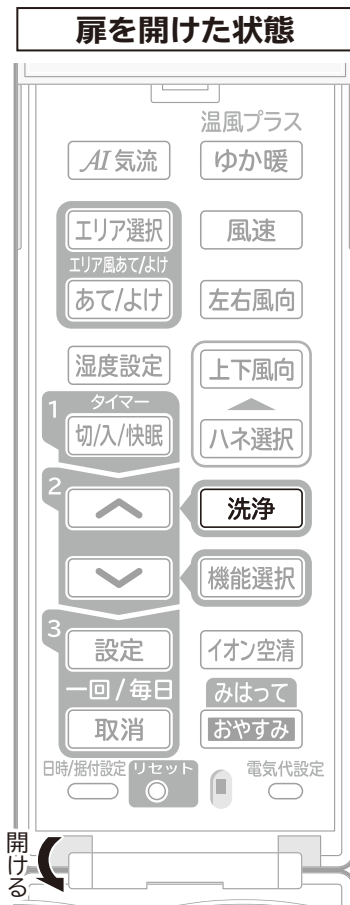 扉を開けた状態
温風プラス
AI気流
ゆか暖
エリア選択
風速
エリア風あて/よけ
あて/よけ
左右風向
湿度設定
上下風向
1 タイマー
切/入/快眠
ハネ選択
2
洗浄
機能選択
3
設定
イオン空清
一回/毎日
みはって
取消
おやすみ
日時/据付設定
リセット
電気代設定
開ける